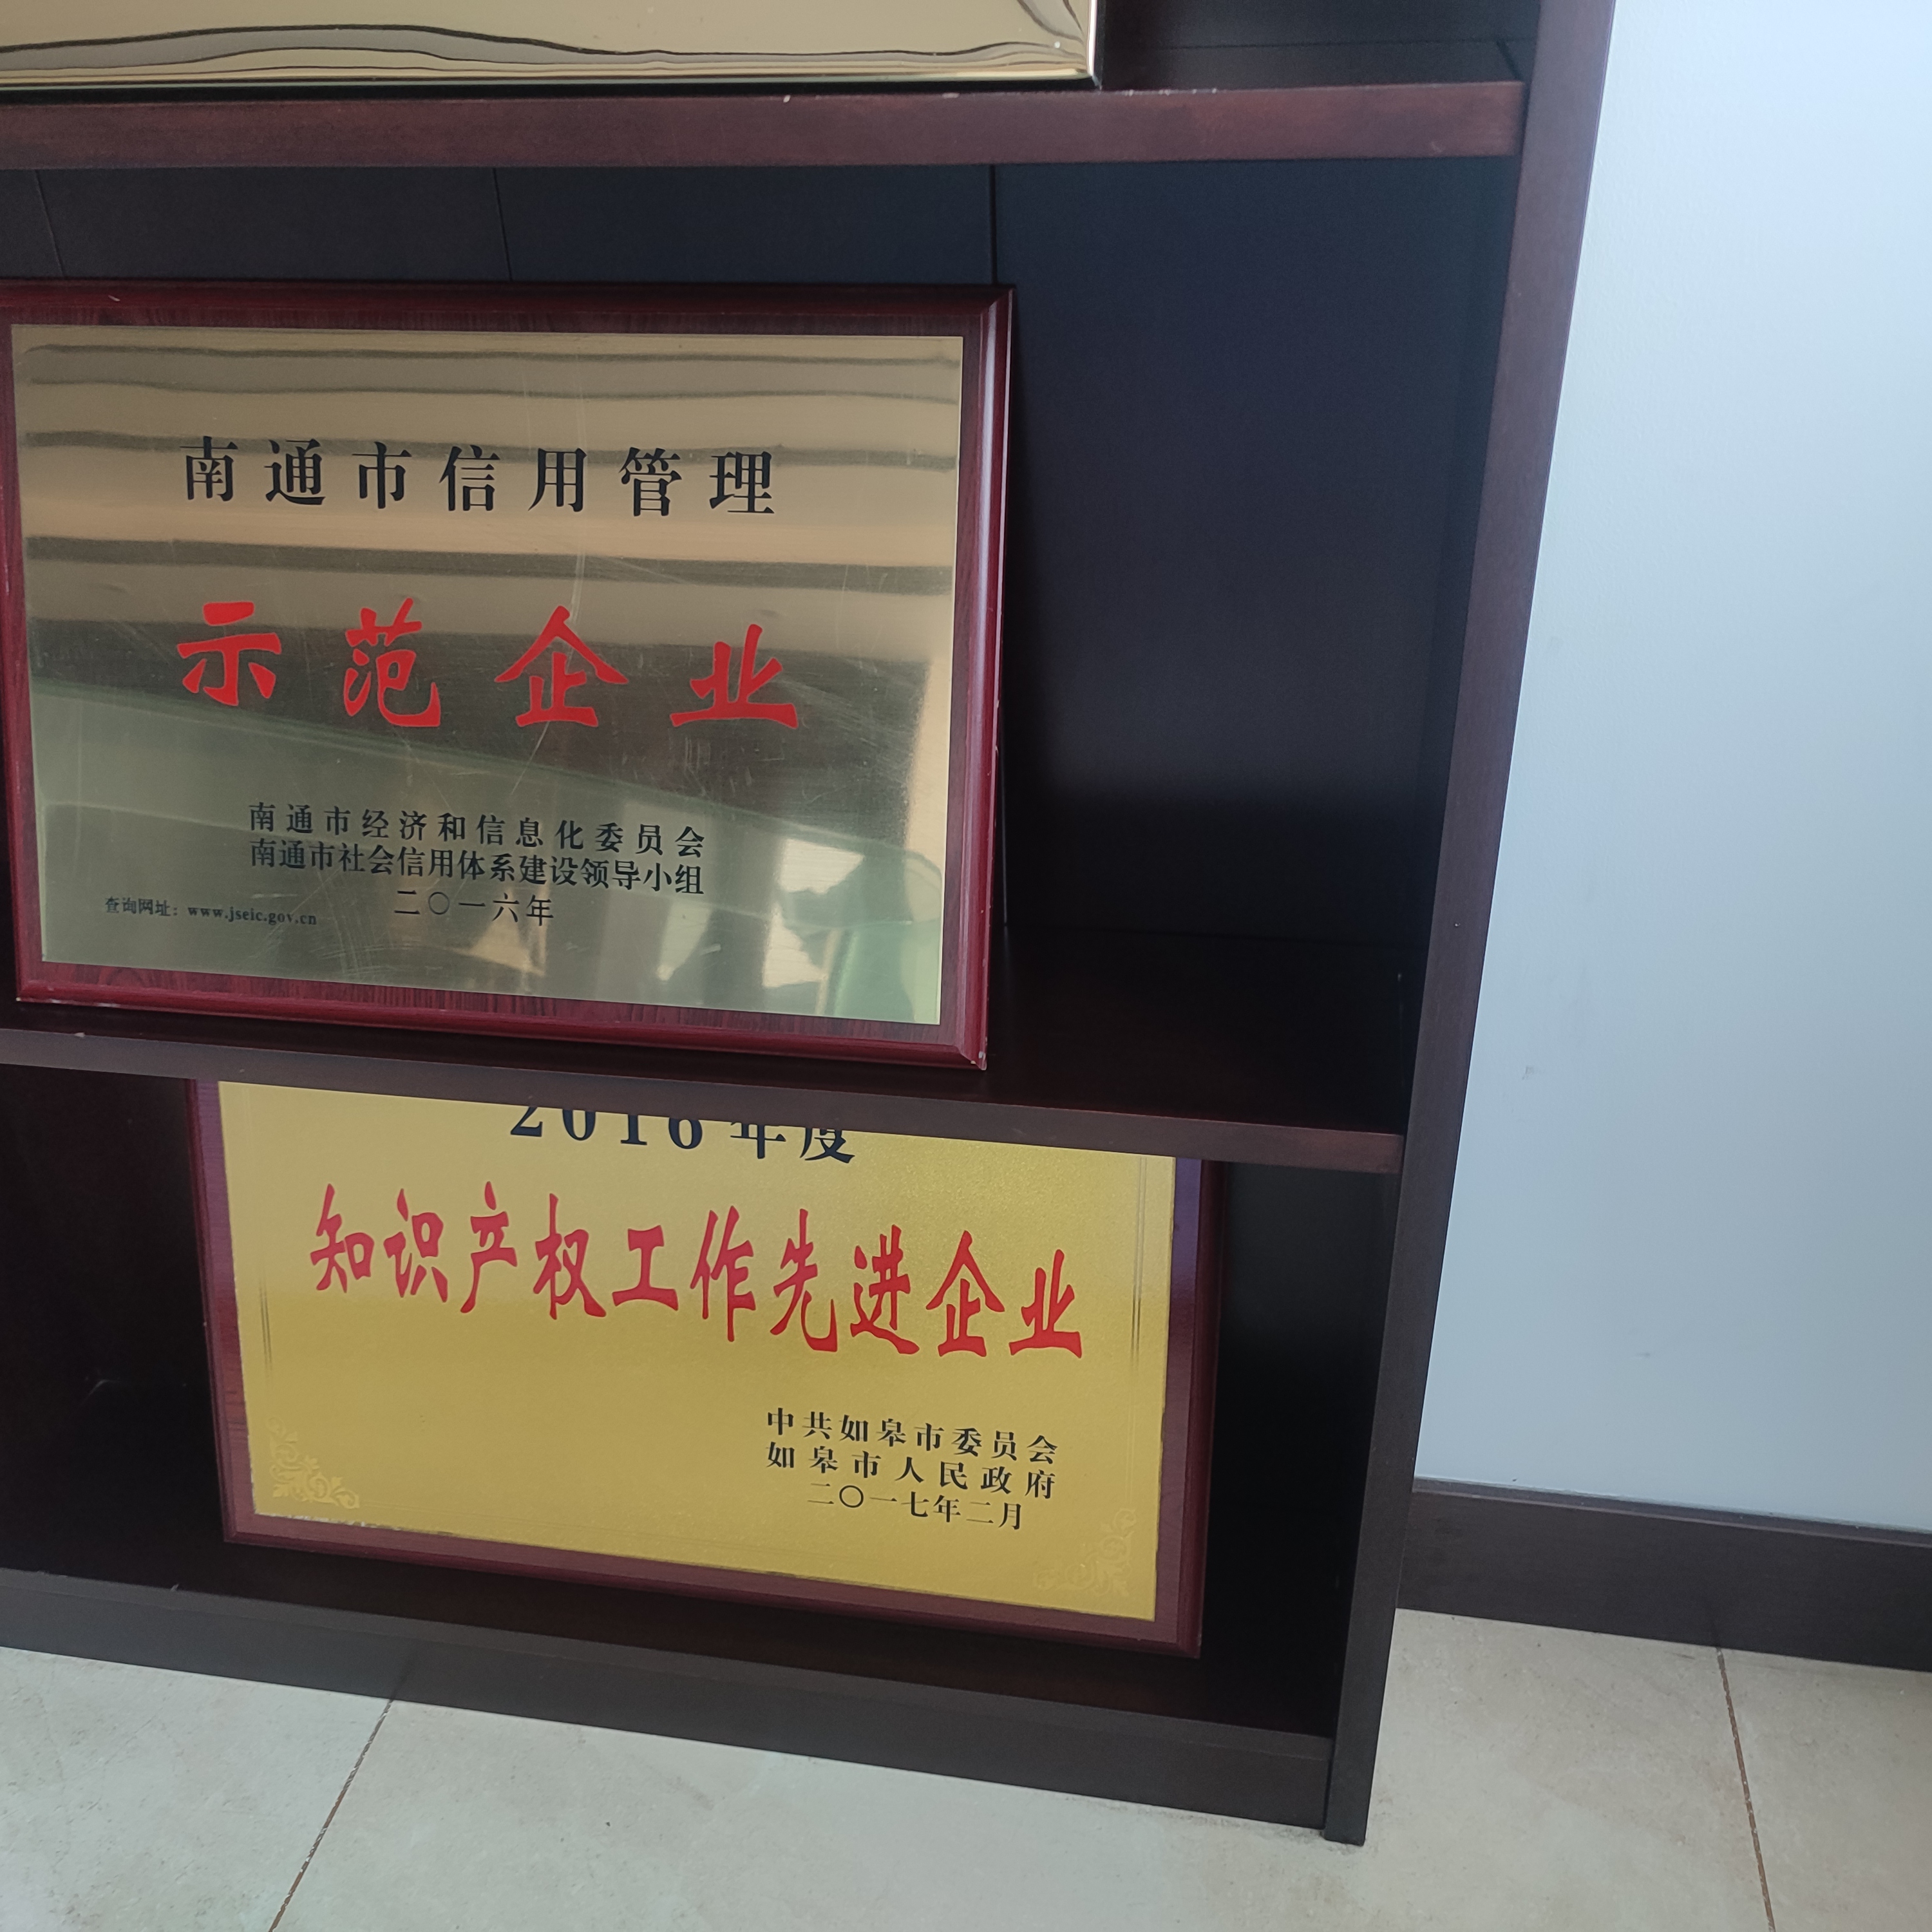 南通市信用管理
示范企业
南通市经济和信息化委员会
南通市社会信用体系建设领导小组
二〇一六年
查询网址：www.jseic.gov.cn
2016年度
知识产权工作先进企业
中共如皋市委员会
如皋市人民政府
二〇一七年二月